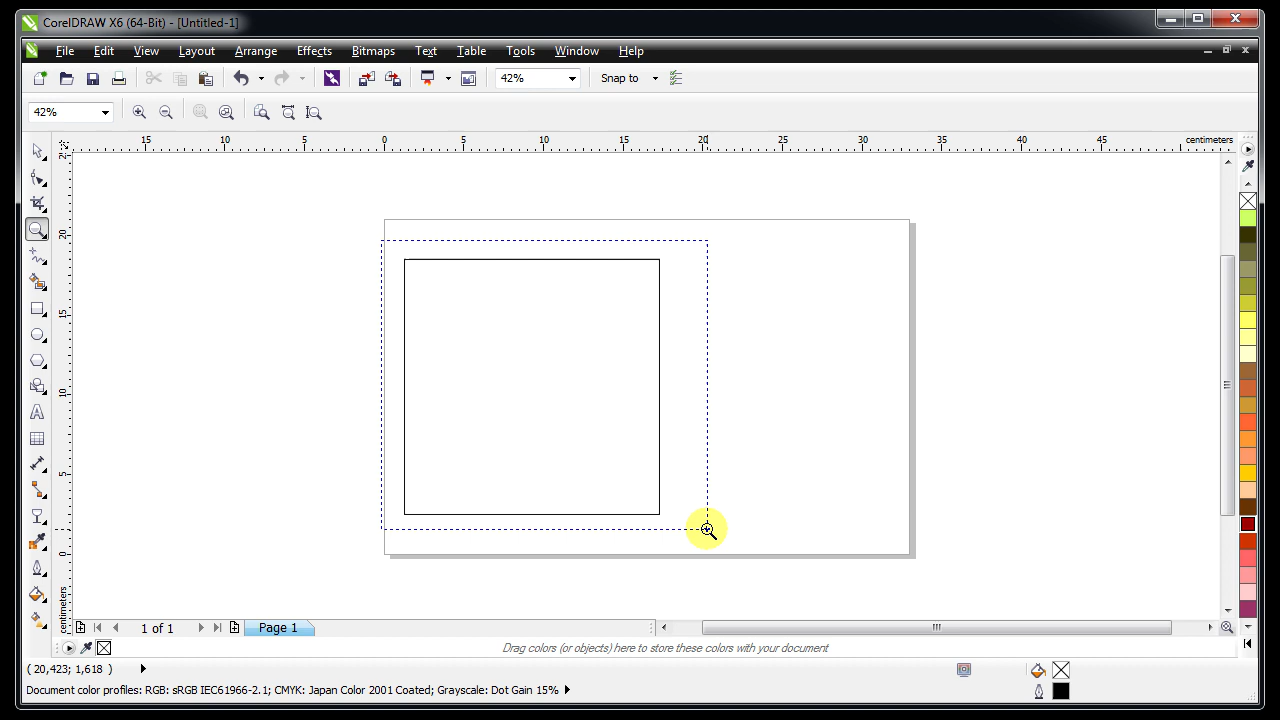 CorelDRAW X6 (64-Bit) - [Untitled-1]
File Edit View Layout Arrange Effects Bitmaps Text Table Tools Window Help
42% Snap to
42%
15 10 5 0 5 10 15 20 25 30 35 40 45 centimeters
25
20
15
10
5
0
centimeters
1 of 1 Page 1
Drag colors (or objects) here to store these colors with your document
( 20,423; 1,618 )
Document color profiles: RGB: sRGB IEC61966-2.1; CMYK: Japan Color 2001 Coated; Grayscale: Dot Gain 15%